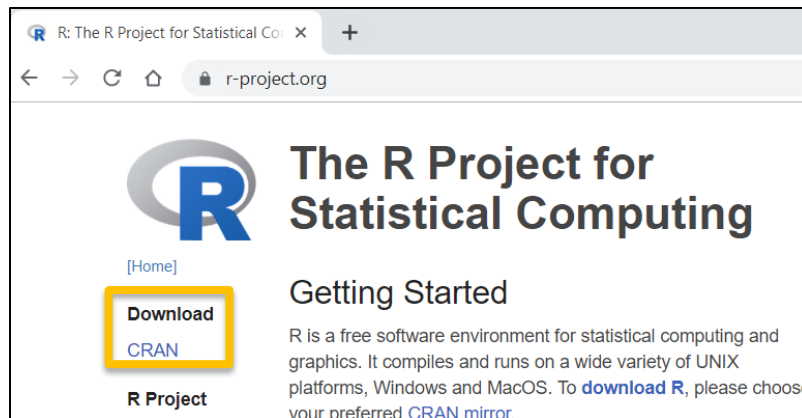 R: The R Project for Statistical Co
r-project.org
R
The R Project for
Statistical Computing
[Home]
Download
CRAN
R Project
Getting Started
R is a free software environment for statistical computing and
graphics. It compiles and runs on a wide variety of UNIX
platforms, Windows and MacOS. To download R, please choose
your preferred CRAN mirror.